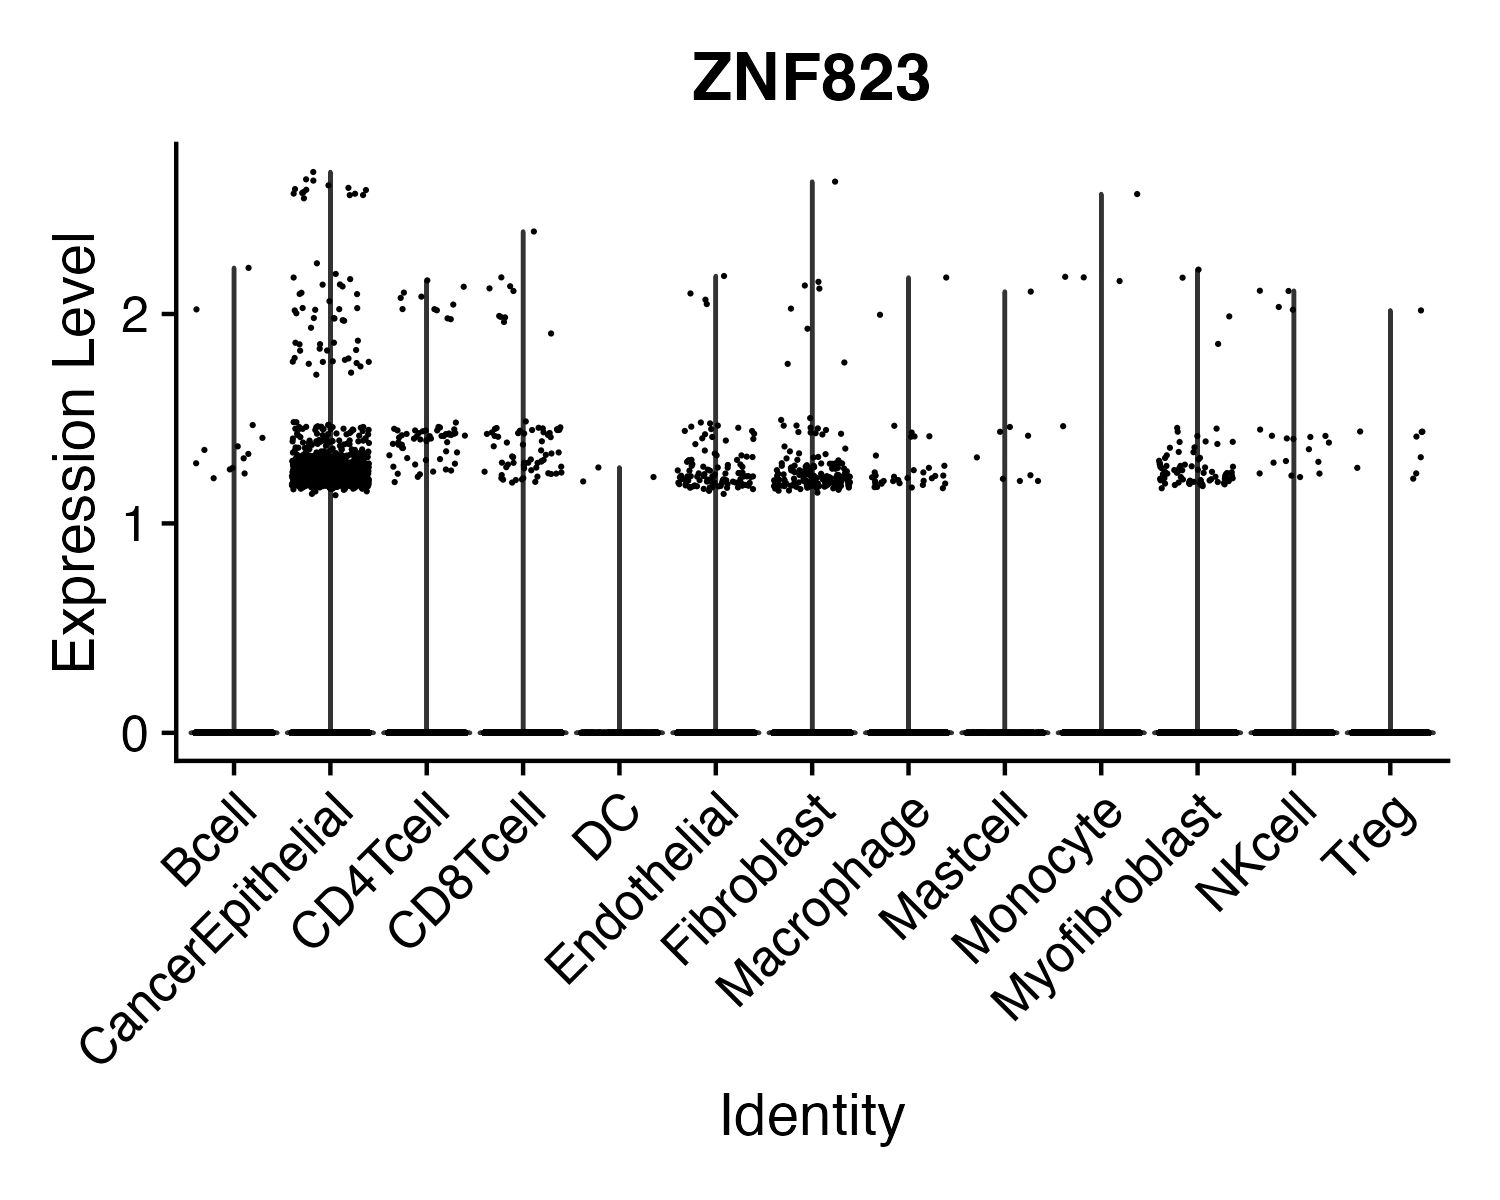 ZNF823
Expression Level
2
1
0
Bcell
CancerEpithelial
CD4Tcell
CD8Tcell
DC
Endothelial
Fibroblast
Macrophage
Mastcell
Monocyte
Myofibroblast
NKcell
Treg
Identity